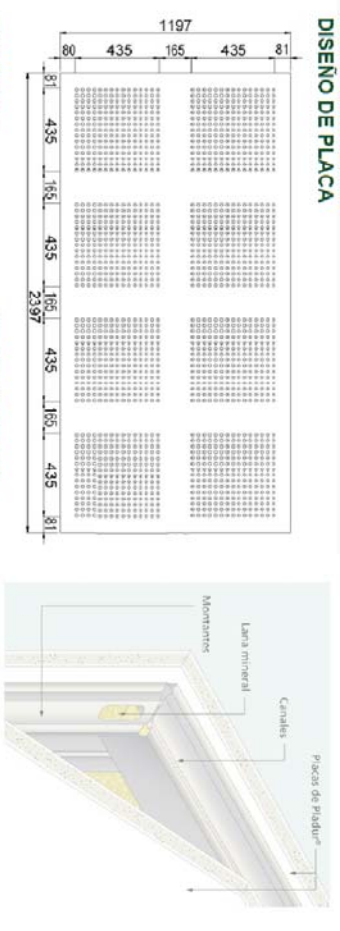 DISEÑO DE PLACA
1197
80 435 165 435 81
81 435 165 435 165 435 165 435 81
2397
Placas de Pladur®
Canales
Lana mineral
Montantes